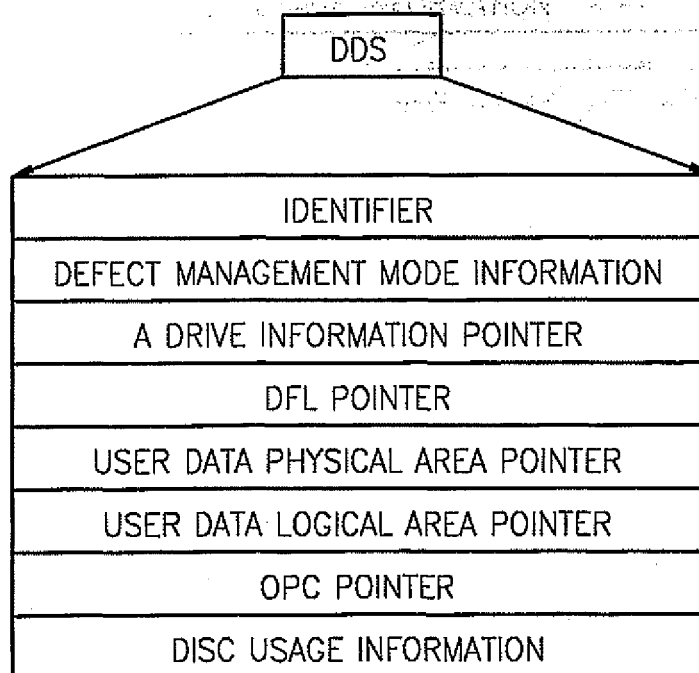 DDS
IDENTIFIER
DEFECT MANAGEMENT MODE INFORMATION
A DRIVE INFORMATION POINTER
DFL POINTER
USER DATA PHYSICAL AREA POINTER
USER DATA LOGICAL AREA POINTER
OPC POINTER
DISC USAGE INFORMATION